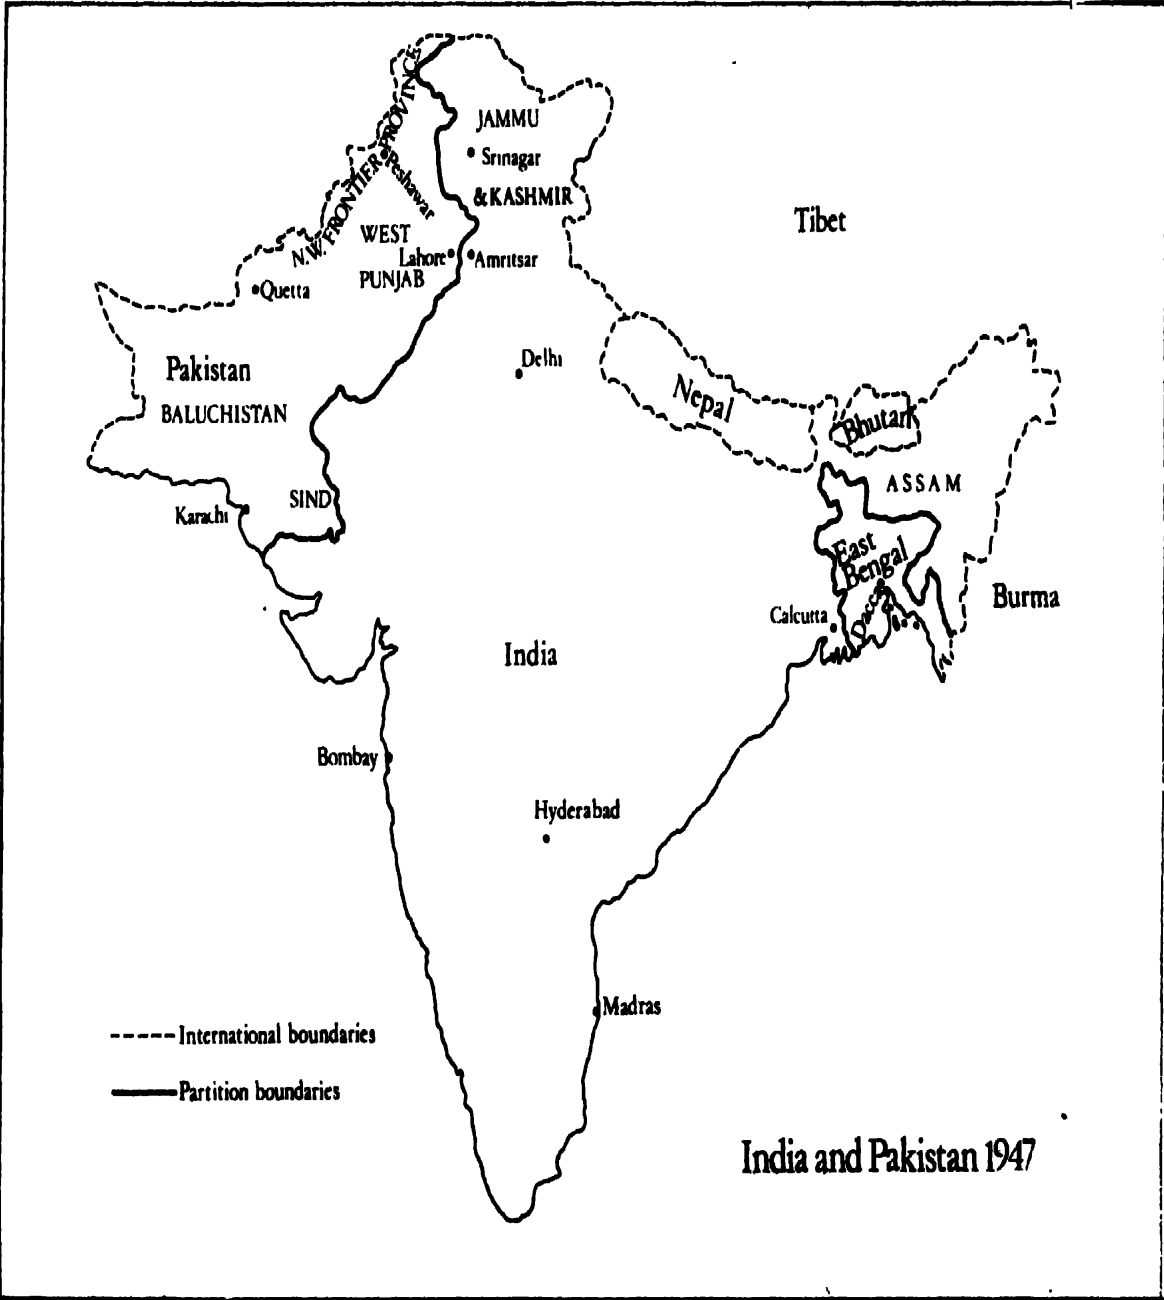 N.W. FRONTIER PROVINCE
JAMMU
Srinagar
& KASHMIR
Peshawar
WEST
PUNJAB
Lahore
Amritsar
Quetta
Tibet
Delhi
Pakistan
BALUCHISTAN
Nepal
Bhutan
ASSAM
SIND
Karachi
East
Bengal
Dacca
Burma
Calcutta
India
Bombay
Hyderabad
Madras
International boundaries
Partition boundaries
India and Pakistan 1947